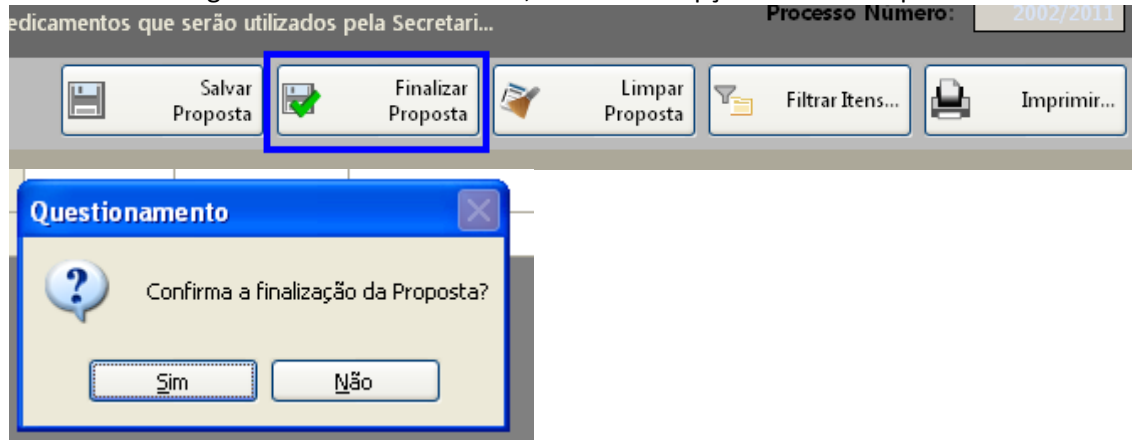 edicamentos que serão utilizados pela Secretari...
Processo Número: 2002/2011
Salvar
Proposta
Finalizar
Proposta
Limpar
Proposta
Filtrar Itens...
Imprimir...
Questionamento
Confirma a finalização da Proposta?
Sim
Não